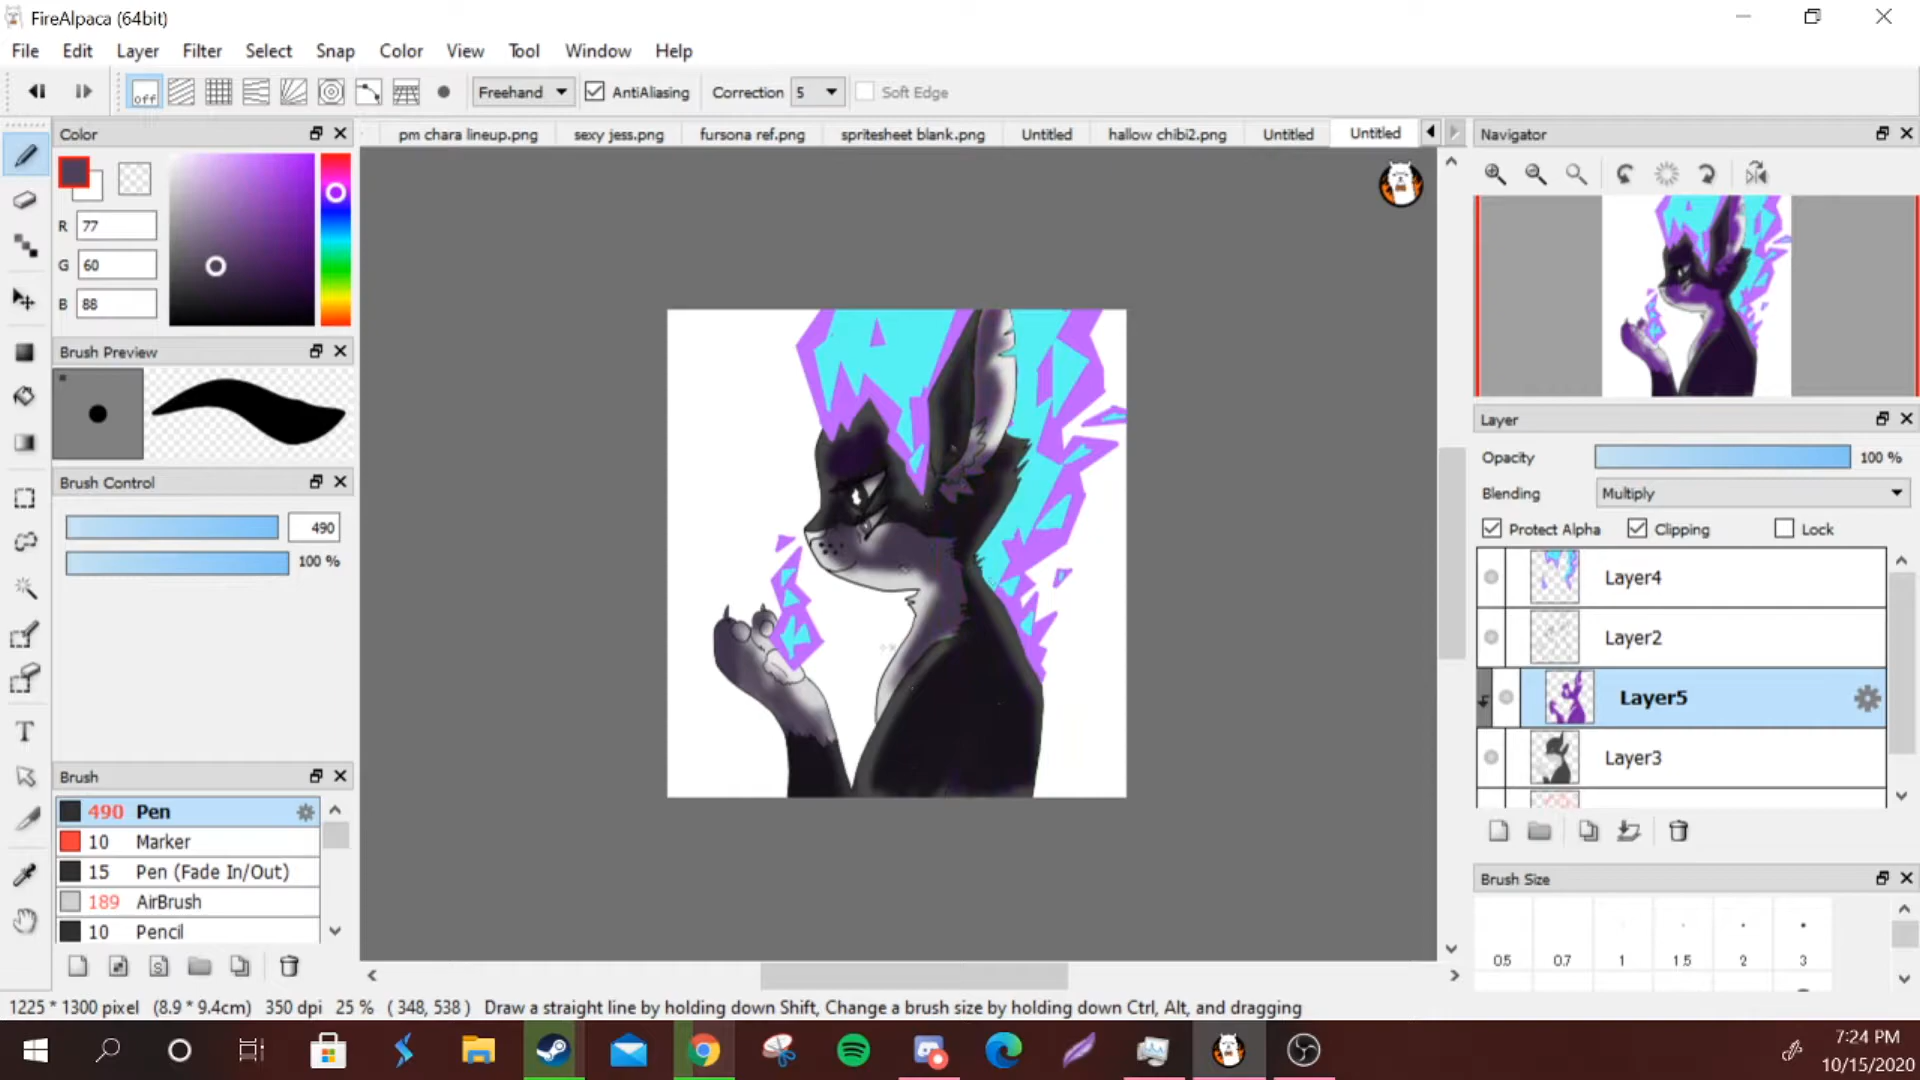 FireAlpaca (64bit)
File Edit Layer Filter Select Snap Color View Tool Window Help
off Freehand AntiAliasing Correction 5 Soft Edge
Color
pm chara lineup.png sexy jess.png fursona ref.png spritesheet blank.png Untitled hallow chibi2.png Untitled Untitled
Navigator
R 77
G 60
B 88
Brush Preview
Layer
Opacity 100 %
Brush Control
Blending Multiply
490
Protect Alpha Clipping Lock
100 %
Layer4
Layer2
Layer5
Layer3
Brush
490 Pen
10 Marker
15 Pen (Fade In/Out)
189 AirBrush
10 Pencil
Brush Size
0.5 0.7 1 1.5 2 3
1225 * 1300 pixel (8.9 * 9.4cm) 350 dpi 25 % ( 348, 538 ) Draw a straight line by holding down Shift, Change a brush size by holding down Ctrl, Alt, and dragging
7:24 PM
10/15/2020